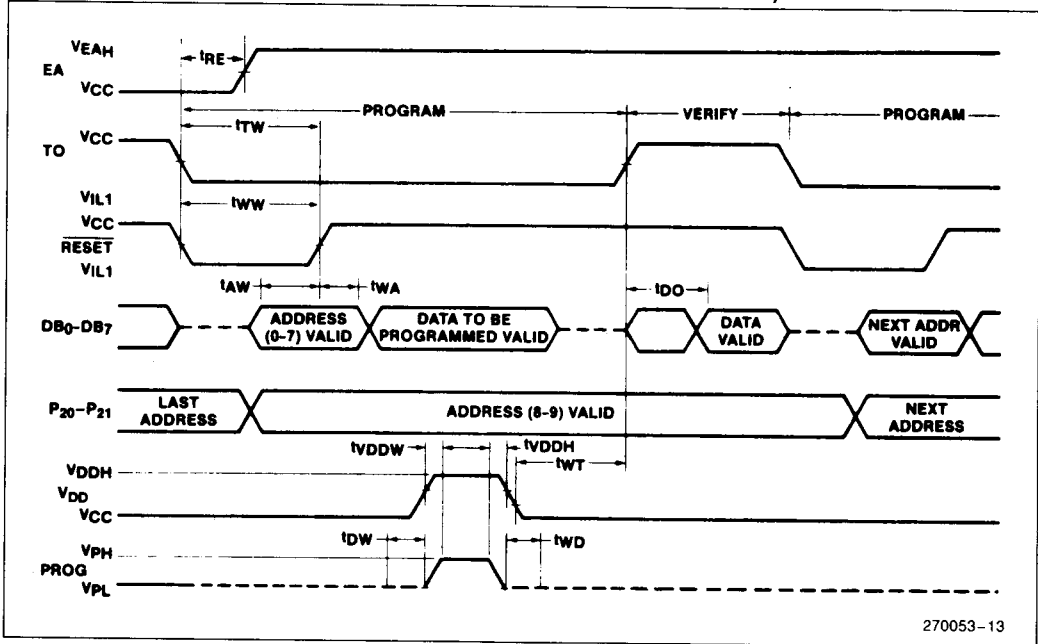 VEAH
tRE
EA
VCC
PROGRAM
VERIFY
PROGRAM
tTW
VCC
TO
VIL1
tWW
VCC
RESET
VIL1
tAW
tWA
tDO
DB0-DB7
ADDRESS
(0-7) VALID
DATA TO BE
PROGRAMMED VALID
DATA
VALID
NEXT ADDR
VALID
P20-P21
LAST
ADDRESS
ADDRESS (8-9) VALID
NEXT
ADDRESS
tVDDW
tVDDH
tWT
VDDH
VDD
VCC
tDW
tWD
VPH
PROG
VPL
270053-13